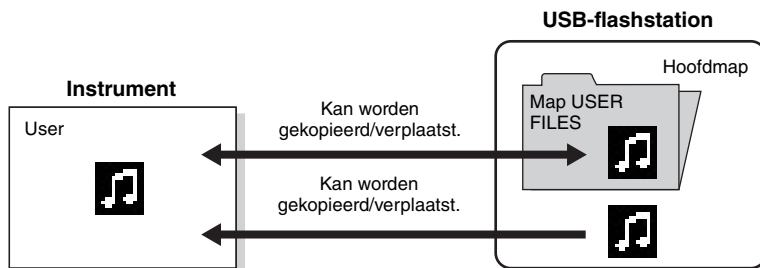 USB-flashstation
Hoofdmap
Instrument
Map USER
FILES
User
Kan worden
gekopieerd/verplaatst.
Kan worden
gekopieerd/verplaatst.